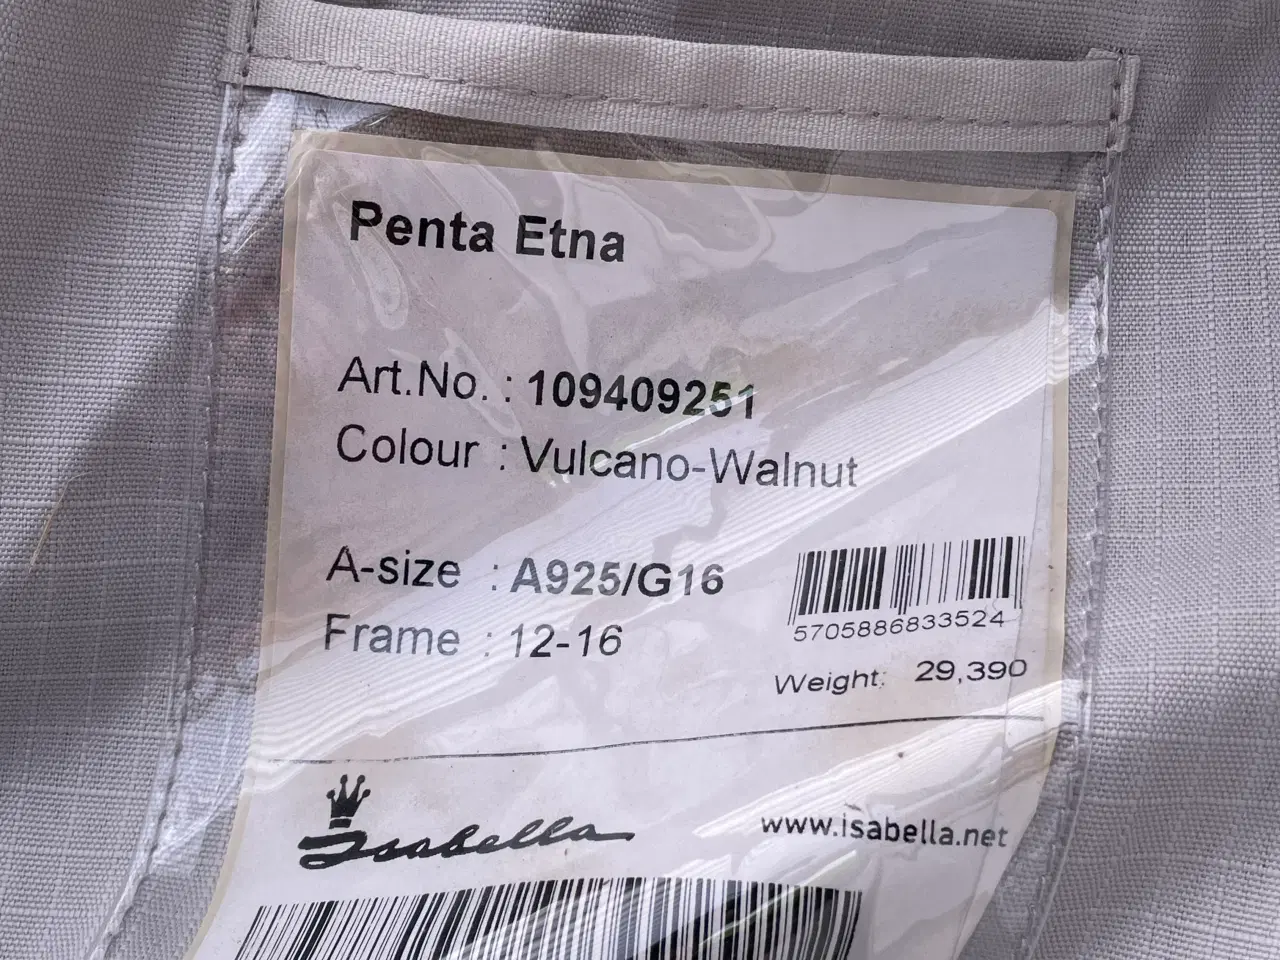 Penta Etna
Art.No. : 109409251
Colour : Vulcano-Walnut
A-size : A925/G16
Frame : 12-16
5705886833524
Weight: 29,390
Isabella
www.isabella.net